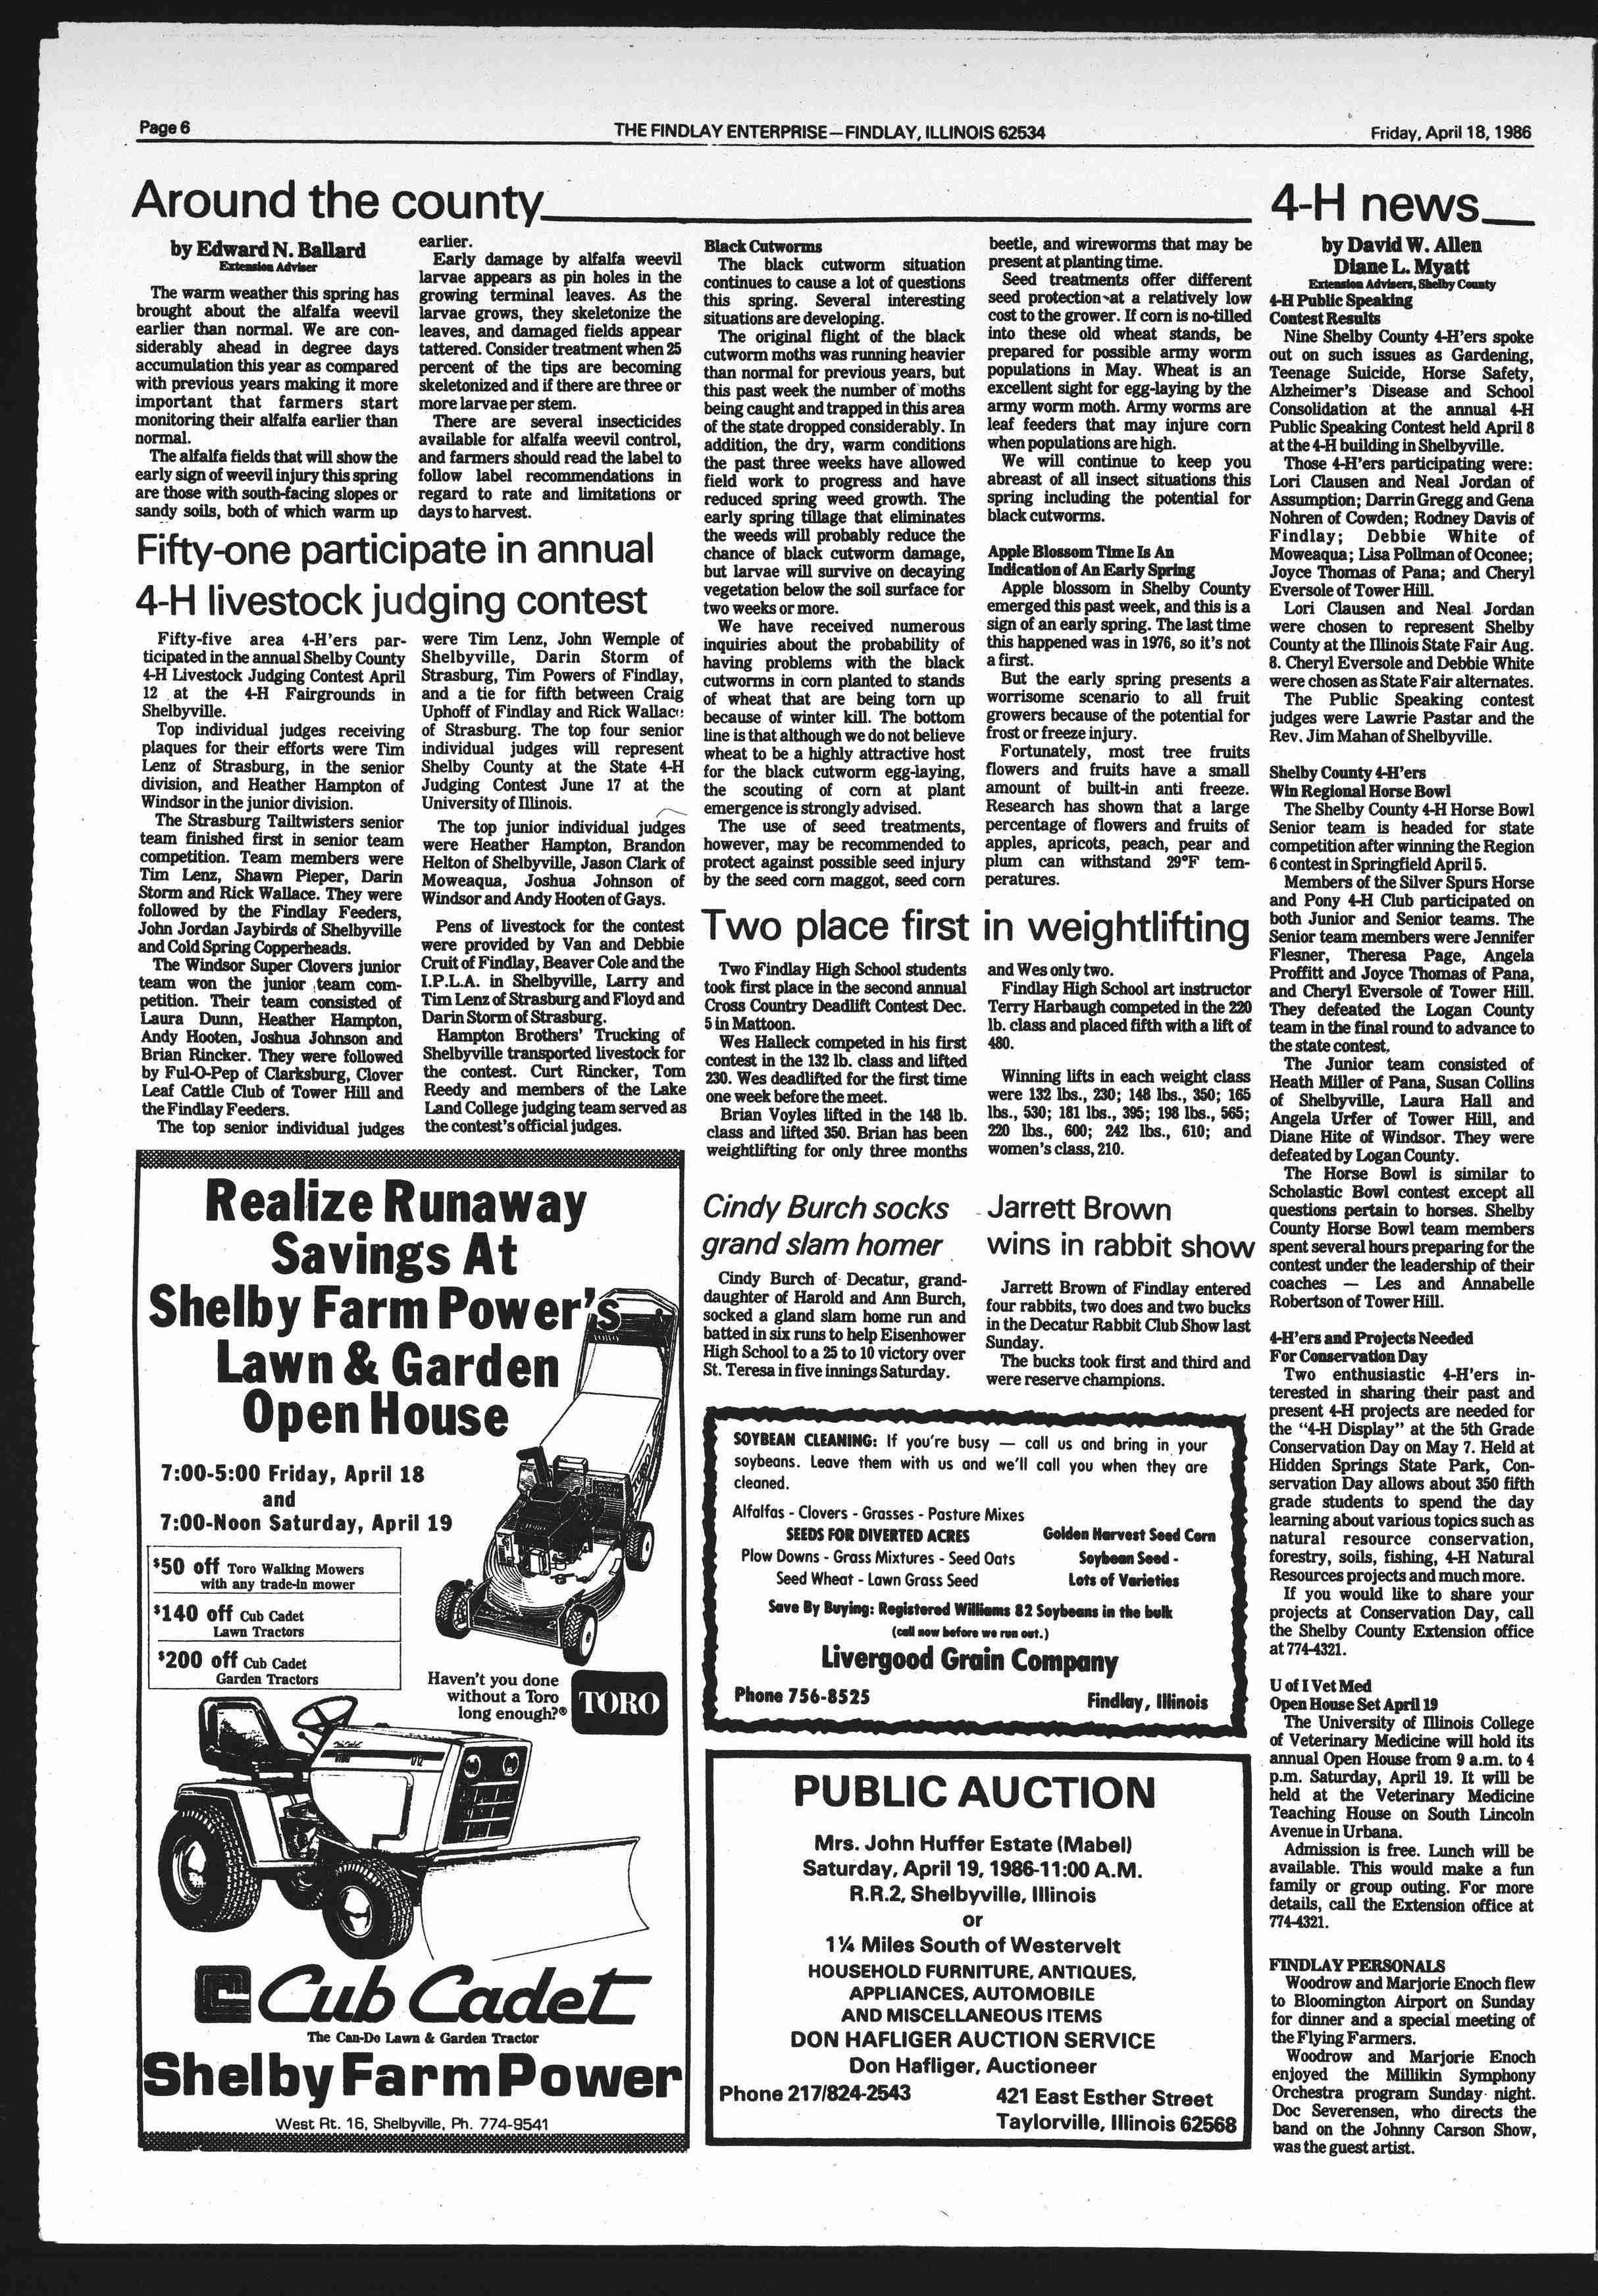 Page 6
THE FINDLAY ENTERPRISE—FINDLAY, ILLINOIS 62534
Friday, April 18, 1986
Around the county
by Edward N. Ballard
Extension Adviser
The warm weather this spring has
brought about the alfalfa weevil
earlier than normal. We are con-
siderably ahead in degree days
accumulation this year as compared
with previous years making it more
important that farmers start
monitoring their alfalfa earlier than
normal.
The alfalfa fields that will show the
early sign of weevil injury this spring
are those with south-facing slopes or
sandy soils, both of which warm up
earlier.
Early damage by alfalfa weevil
larvae appears as pin holes in the
growing terminal leaves. As the
larvae grows, they skeletonize the
leaves, and damaged fields appear
tattered. Consider treatment when 25
percent of the tips are becoming
skeletonized and if there are three or
more larvae per stem.
There are several insecticides
available for alfalfa weevil control,
and farmers should read the label to
follow label recommendations in
regard to rate and limitations or
days to harvest.
Black Cutworms
The black cutworm situation
continues to cause a lot of questions
this spring. Several interesting
situations are developing.
The original flight of the black
cutworm moths was running heavier
than normal for previous years, but
this past week the number of moths
being caught and trapped in this area
of the state dropped considerably. In
addition, the dry, warm conditions
the past three weeks have allowed
field work to progress and have
reduced spring weed growth. The
early spring tillage that eliminates
the weeds will probably reduce the
chance of black cutworm damage,
but larvae will survive on decaying
vegetation below the soil surface for
two weeks or more.
We have received numerous
inquiries about the probability of
having problems with the black
cutworms in corn planted to stands
of wheat that are being torn up
because of winter kill. The bottom
line is that although we do not believe
wheat to be a highly attractive host
for the black cutworm egg-laying,
the scouting of corn at plant
emergence is strongly advised.
The use of seed treatments,
however, may be recommended to
protect against possible seed injury
by the seed corn maggot, seed corn
beetle, and wireworms that may be
present at planting time.
Seed treatments offer different
seed protection at a relatively low
cost to the grower. If corn is no-tilled
into these old wheat stands, be
prepared for possible army worm
populations in May. Wheat is an
excellent sight for egg-laying by the
army worm moth. Army worms are
leaf feeders that may injure corn
when populations are high.
We will continue to keep you
abreast of all insect situations this
spring including the potential for
black cutworms.
Apple Blossom Time Is An
Indication of An Early Spring
Apple blossom in Shelby County
emerged this past week, and this is a
sign of an early spring. The last time
this happened was in 1976, so it's not
a first.
But the early spring presents a
worrisome scenario to all fruit
growers because of the potential for
frost or freeze injury.
Fortunately, most tree fruits
flowers and fruits have a small
amount of built-in anti freeze.
Research has shown that a large
percentage of flowers and fruits of
apples, apricots, peach, pear and
plum can withstand 29°F tem-
peratures.
Fifty-one participate in annual
4-H livestock judging contest
Fifty-five area 4-H'ers par-
ticipated in the annual Shelby County
4-H Livestock Judging Contest April
12 at the 4-H Fairgrounds in
Shelbyville.
Top individual judges receiving
plaques for their efforts were Tim
Lenz of Strasburg, in the senior
division, and Heather Hampton of
Windsor in the junior division.
The Strasburg Tailtwisters senior
team finished first in senior team
competition. Team members were
Tim Lenz, Shawn Pieper, Darin
Storm and Rick Wallace. They were
followed by the Findlay Feeders,
John Jordan Jaybirds of Shelbyville
and Cold Spring Copperheads.
The Windsor Super Clovers junior
team won the junior team com-
petition. Their team consisted of
Laura Dunn, Heather Hampton,
Andy Hooten, Joshua Johnson and
Brian Rincker. They were followed
by Ful-O-Pep of Clarksburg, Clover
Leaf Cattle Club of Tower Hill and
the Findlay Feeders.
The top senior individual judges
were Tim Lenz, John Wemple of
Shelbyville, Darin Storm of
Strasburg, Tim Powers of Findlay,
and a tie for fifth between Craig
Uphoff of Findlay and Rick Wallace
of Strasburg. The top four senior
individual judges will represent
Shelby County at the State 4-H
Judging Contest June 17 at the
University of Illinois.
The top junior individual judges
were Heather Hampton, Brandon
Helton of Shelbyville, Jason Clark of
Moweaqua, Joshua Johnson of
Windsor and Andy Hooten of Gays.
Pens of livestock for the contest
were provided by Van and Debbie
Cruit of Findlay, Beaver Cole and the
I.P.L.A. in Shelbyville, Larry and
Tim Lenz of Strasburg and Floyd and
Darin Storm of Strasburg.
Hampton Brothers' Trucking of
Shelbyville transported livestock for
the contest. Curt Rincker, Tom
Reedy and members of the Lake
Land College judging team served as
the contest's official judges.
Two place first in weightlifting
Two Findlay High School students
took first place in the second annual
Cross Country Deadlift Contest Dec.
5 in Mattoon.
Wes Halleck competed in his first
contest in the 132 lb. class and lifted
230. Wes deadlifted for the first time
one week before the meet.
Brian Voyles lifted in the 148 lb.
class and lifted 350. Brian has been
weightlifting for only three months
and Wes only two.
Findlay High School art instructor
Terry Harbaugh competed in the 220
lb. class and placed fifth with a lift of
480.
Winning lifts in each weight class
were 132 lbs., 230; 148 lbs., 350; 165
lbs., 530; 181 lbs., 395; 198 lbs., 565;
220 lbs., 600; 242 lbs., 610; and
women's class, 210.
Cindy Burch socks
grand slam homer
Cindy Burch of Decatur, grand-
daughter of Harold and Ann Burch,
socked a gland slam home run and
batted in six runs to help Eisenhower
High School to a 25 to 10 victory over
St. Teresa in five innings Saturday.
Jarrett Brown
wins in rabbit show
Jarrett Brown of Findlay entered
four rabbits, two does and two bucks
in the Decatur Rabbit Club Show last
Sunday.
The bucks took first and third and
were reserve champions.
Realize Runaway
Savings At
Shelby Farm Power's
Lawn & Garden
Open House
7:00-5:00 Friday, April 18
and
7:00-Noon Saturday, April 19
$50 off Toro Walking Mowers
with any trade-in mower
$140 off Cub Cadet
Lawn Tractors
$200 off Cub Cadet
Garden Tractors
TORO
Haven't you done
without a Toro
long enough?®
TORO
Cub Cadet
The Can-Do Lawn & Garden Tractor
Shelby Farm Power
West Rt. 16, Shelbyville, Ph. 774-9541
SOYBEAN CLEANING: If you're busy — call us and bring in your
soybeans. Leave them with us and we'll call you when they are
cleaned.
Alfalfas - Clovers - Grasses - Pasture Mixes
SEEDS FOR DIVERTED ACRES
Plow Downs - Grass Mixtures - Seed Oats
Seed Wheat - Lawn Grass Seed
Golden Harvest Seed Corn
Soybean Seed -
Lots of Varieties
Save By Buying: Registered Williams 82 Soybeans in the bulk
(call now before we run out.)
Livergood Grain Company
Phone 756-8525
Findlay, Illinois
PUBLIC AUCTION
Mrs. John Huffer Estate (Mabel)
Saturday, April 19, 1986-11:00 A.M.
R.R.2, Shelbyville, Illinois
or
1¼ Miles South of Westervelt
HOUSEHOLD FURNITURE, ANTIQUES,
APPLIANCES, AUTOMOBILE
AND MISCELLANEOUS ITEMS
DON HAFLIGER AUCTION SERVICE
Don Hafliger, Auctioneer
Phone 217/824-2543
421 East Esther Street
Taylorville, Illinois 62568
4-H news
by David W. Allen
Diane L. Myatt
Extension Advisers, Shelby County
4-H Public Speaking
Contest Results
Nine Shelby County 4-H'ers spoke
out on such issues as Gardening,
Teenage Suicide, Horse Safety,
Alzheimer's Disease and School
Consolidation at the annual 4-H
Public Speaking Contest held April 8
at the 4-H building in Shelbyville.
Those 4-H'ers participating were:
Lori Clausen and Neal Jordan of
Assumption; Darrin Gregg and Gena
Nohren of Cowden; Rodney Davis of
Findlay; Debbie White of
Moweaqua; Lisa Pollman of Oconee;
Joyce Thomas of Pana; and Cheryl
Eversole of Tower Hill.
Lori Clausen and Neal Jordan
were chosen to represent Shelby
County at the Illinois State Fair Aug.
8. Cheryl Eversole and Debbie White
were chosen as State Fair alternates.
The Public Speaking contest
judges were Lawrie Pastar and the
Rev. Jim Mahan of Shelbyville.
Shelby County 4-H'ers
Win Regional Horse Bowl
The Shelby County 4-H Horse Bowl
Senior team is headed for state
competition after winning the Region
6 contest in Springfield April 5.
Members of the Silver Spurs Horse
and Pony 4-H Club participated on
both Junior and Senior teams. The
Senior team members were Jennifer
Flesner, Theresa Page, Angela
Proffitt and Joyce Thomas of Pana,
and Cheryl Eversole of Tower Hill.
They defeated the Logan County
team in the final round to advance to
the state contest.
The Junior team consisted of
Heath Miller of Pana, Susan Collins
of Shelbyville, Laura Hall and
Angela Urfer of Tower Hill, and
Diane Hite of Windsor. They were
defeated by Logan County.
The Horse Bowl is similar to
Scholastic Bowl contest except all
questions pertain to horses. Shelby
County Horse Bowl team members
spent several hours preparing for the
contest under the leadership of their
coaches — Les and Annabelle
Robertson of Tower Hill.
4-H'ers and Projects Needed
For Conservation Day
Two enthusiastic 4-H'ers in-
terested in sharing their past and
present 4-H projects are needed for
the "4-H Display" at the 5th Grade
Conservation Day on May 7. Held at
Hidden Springs State Park, Con-
servation Day allows about 350 fifth
grade students to spend the day
learning about various topics such as
natural resource conservation,
forestry, soils, fishing, 4-H Natural
Resources projects and much more.
If you would like to share your
projects at Conservation Day, call
the Shelby County Extension office
at 774-4321.
U of I Vet Med
Open House Set April 19
The University of Illinois College
of Veterinary Medicine will hold its
annual Open House from 9 a.m. to 4
p.m. Saturday, April 19. It will be
held at the Veterinary Medicine
Teaching House on South Lincoln
Avenue in Urbana.
Admission is free. Lunch will be
available. This would make a fun
family or group outing. For more
details, call the Extension office at
774-4321.
FINDLAY PERSONALS
Woodrow and Marjorie Enoch flew
to Bloomington Airport on Sunday
for dinner and a special meeting of
the Flying Farmers.
Woodrow and Marjorie Enoch
enjoyed the Millikin Symphony
Orchestra program Sunday night.
Doc Severensen, who directs the
band on the Johnny Carson Show,
was the guest artist.